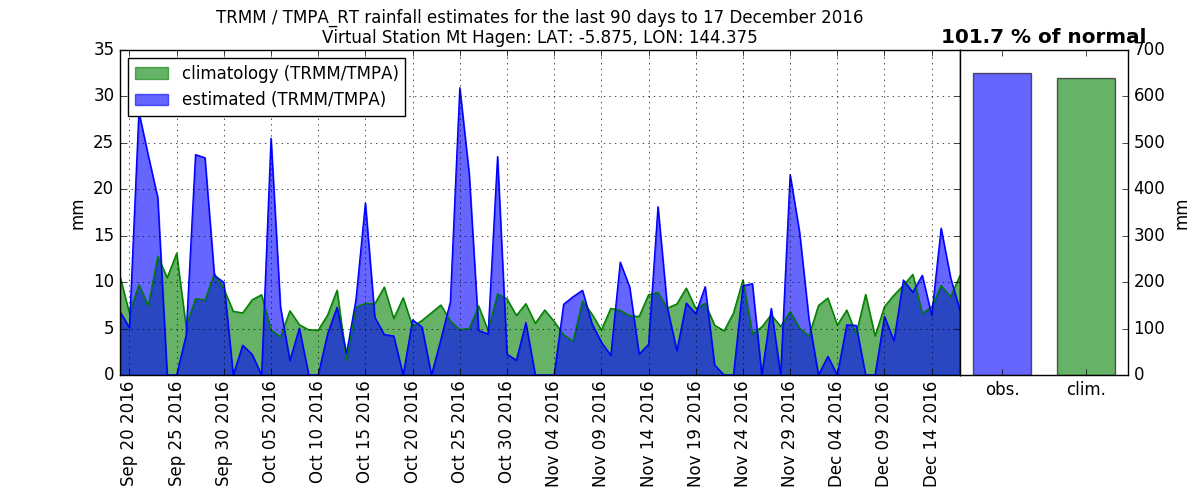 TRMM / TMPA_RT rainfall estimates for the last 90 days to 17 December 2016
Virtual Station Mt Hagen: LAT: -5.875, LON: 144.375
101.7 % of normal
climatology (TRMM/TMPA)
estimated (TRMM/TMPA)
35
30
25
20
15
10
5
0
mm
Sep 20 2016
Sep 25 2016
Sep 30 2016
Oct 05 2016
Oct 10 2016
Oct 15 2016
Oct 20 2016
Oct 25 2016
Oct 30 2016
Nov 04 2016
Nov 09 2016
Nov 14 2016
Nov 19 2016
Nov 24 2016
Nov 29 2016
Dec 04 2016
Dec 09 2016
Dec 14 2016
obs.
clim.
700
600
500
400
300
200
100
0
mm